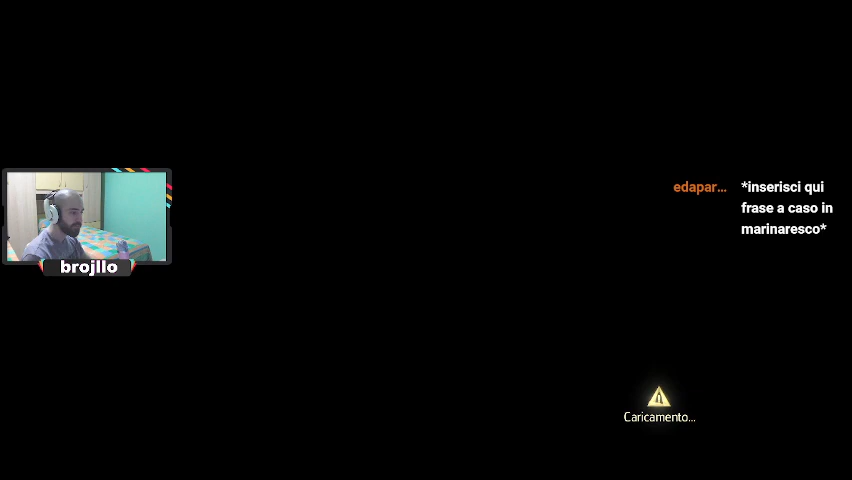 edapar...
*inserisci qui
frase a caso in
marinaresco*
brojllo
Caricamento...